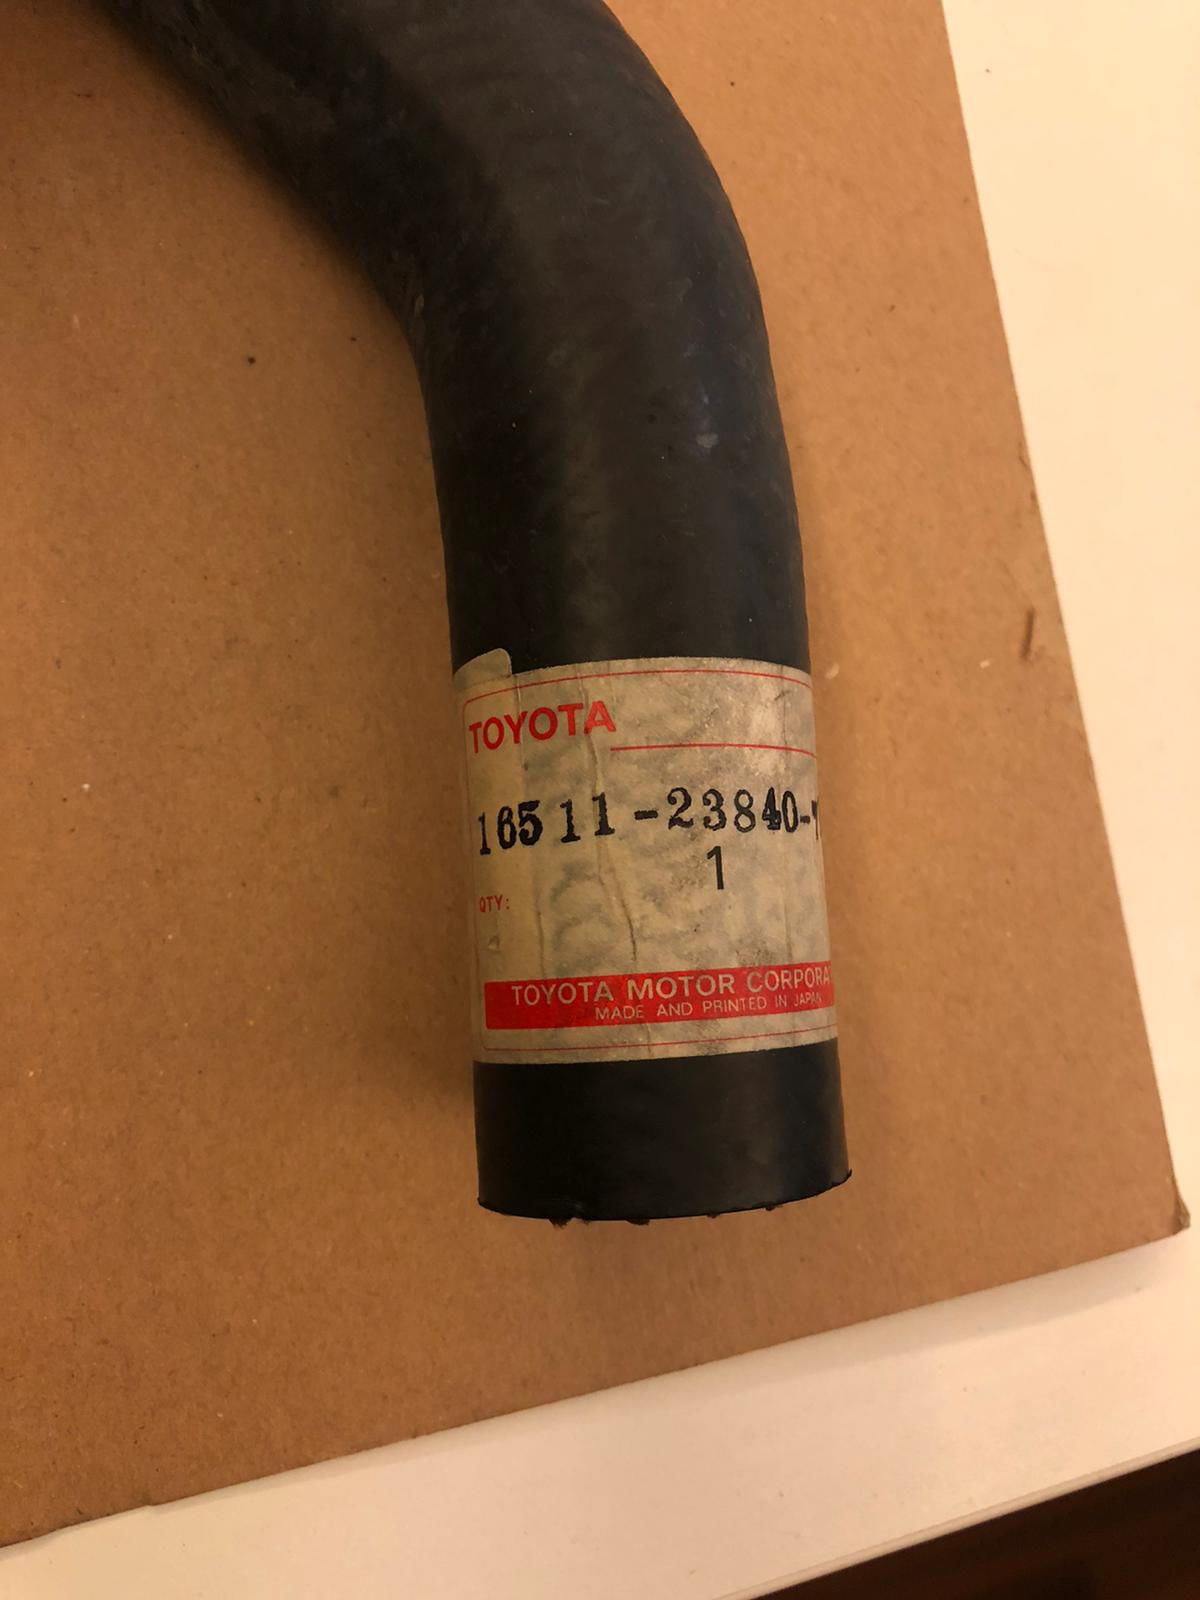 TOYOTA
16511-23840-
1
QTY:
TOYOTA MOTOR CORPORA
MADE AND PRINTED IN JAPAN